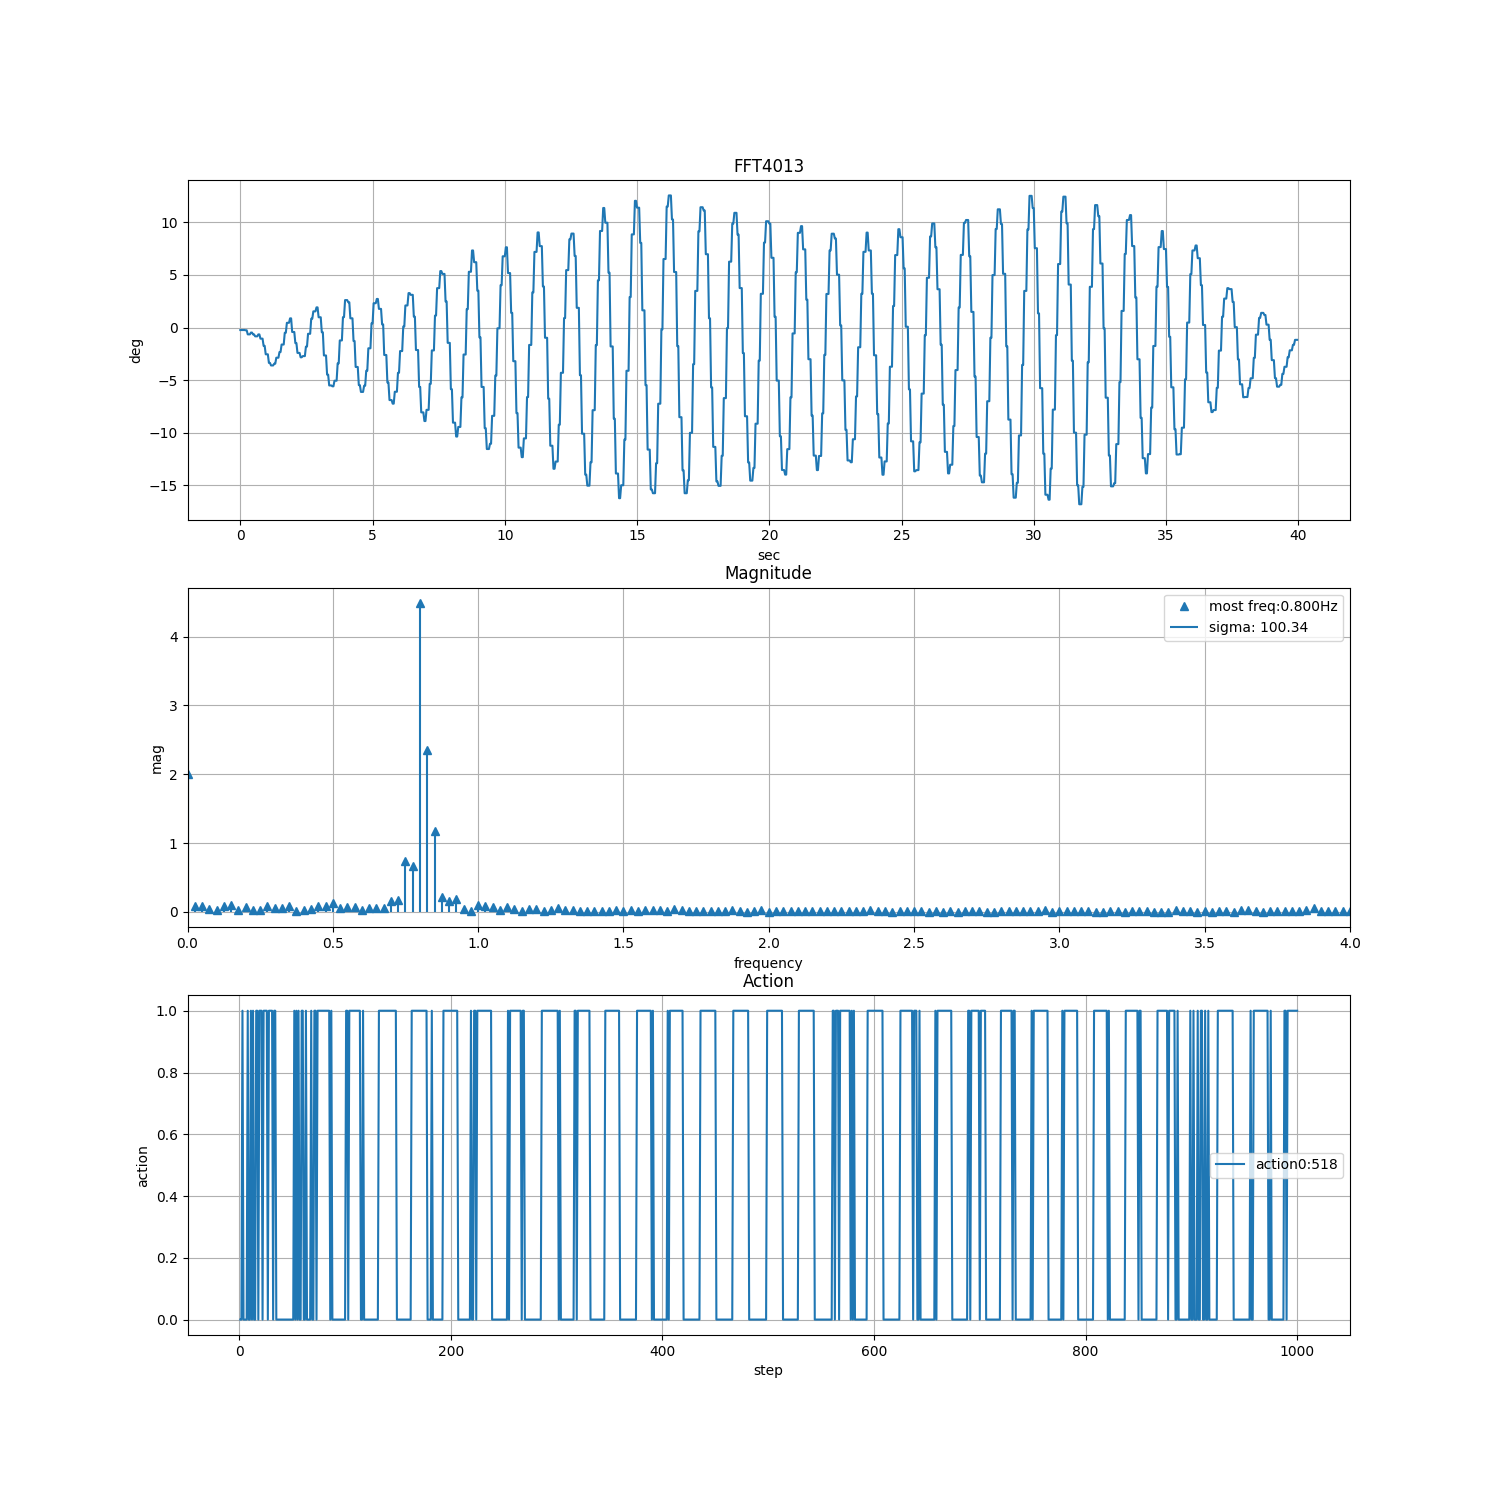 FFT4013
10
5
0
−5
−10
−15
deg
0 5 10 15 20 25 30 35 40
sec
Magnitude
most freq:0.800Hz
sigma: 100.34
4
3
2
1
0
mag
0.0 0.5 1.0 1.5 2.0 2.5 3.0 3.5 4.0
frequency
Action
1.0
0.8
0.6
0.4
0.2
0.0
action
action0:518
0 200 400 600 800 1000
step